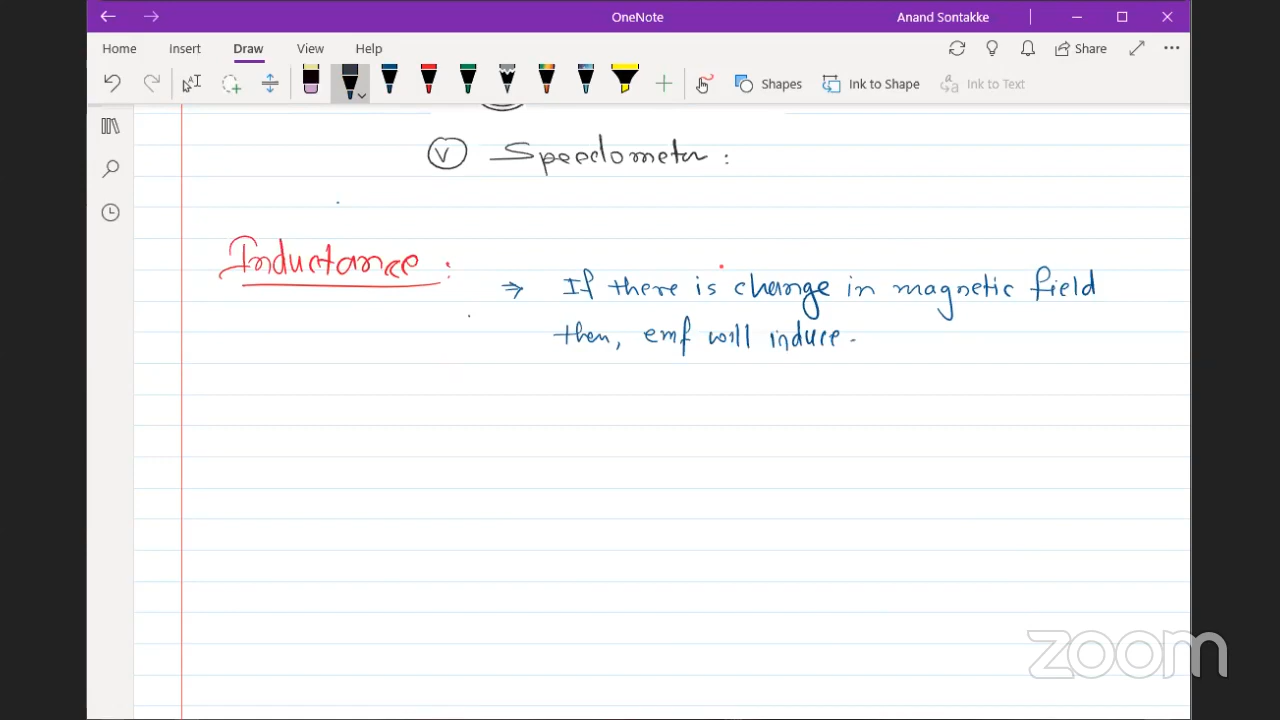 OneNote
Anand Sontakke
Home Insert Draw View Help
Share
Shapes Ink to Shape Ink to Text
V Speedometer :
Inductance :
⇒ If there is change in magnetic field
then, emf will induce.
zoom